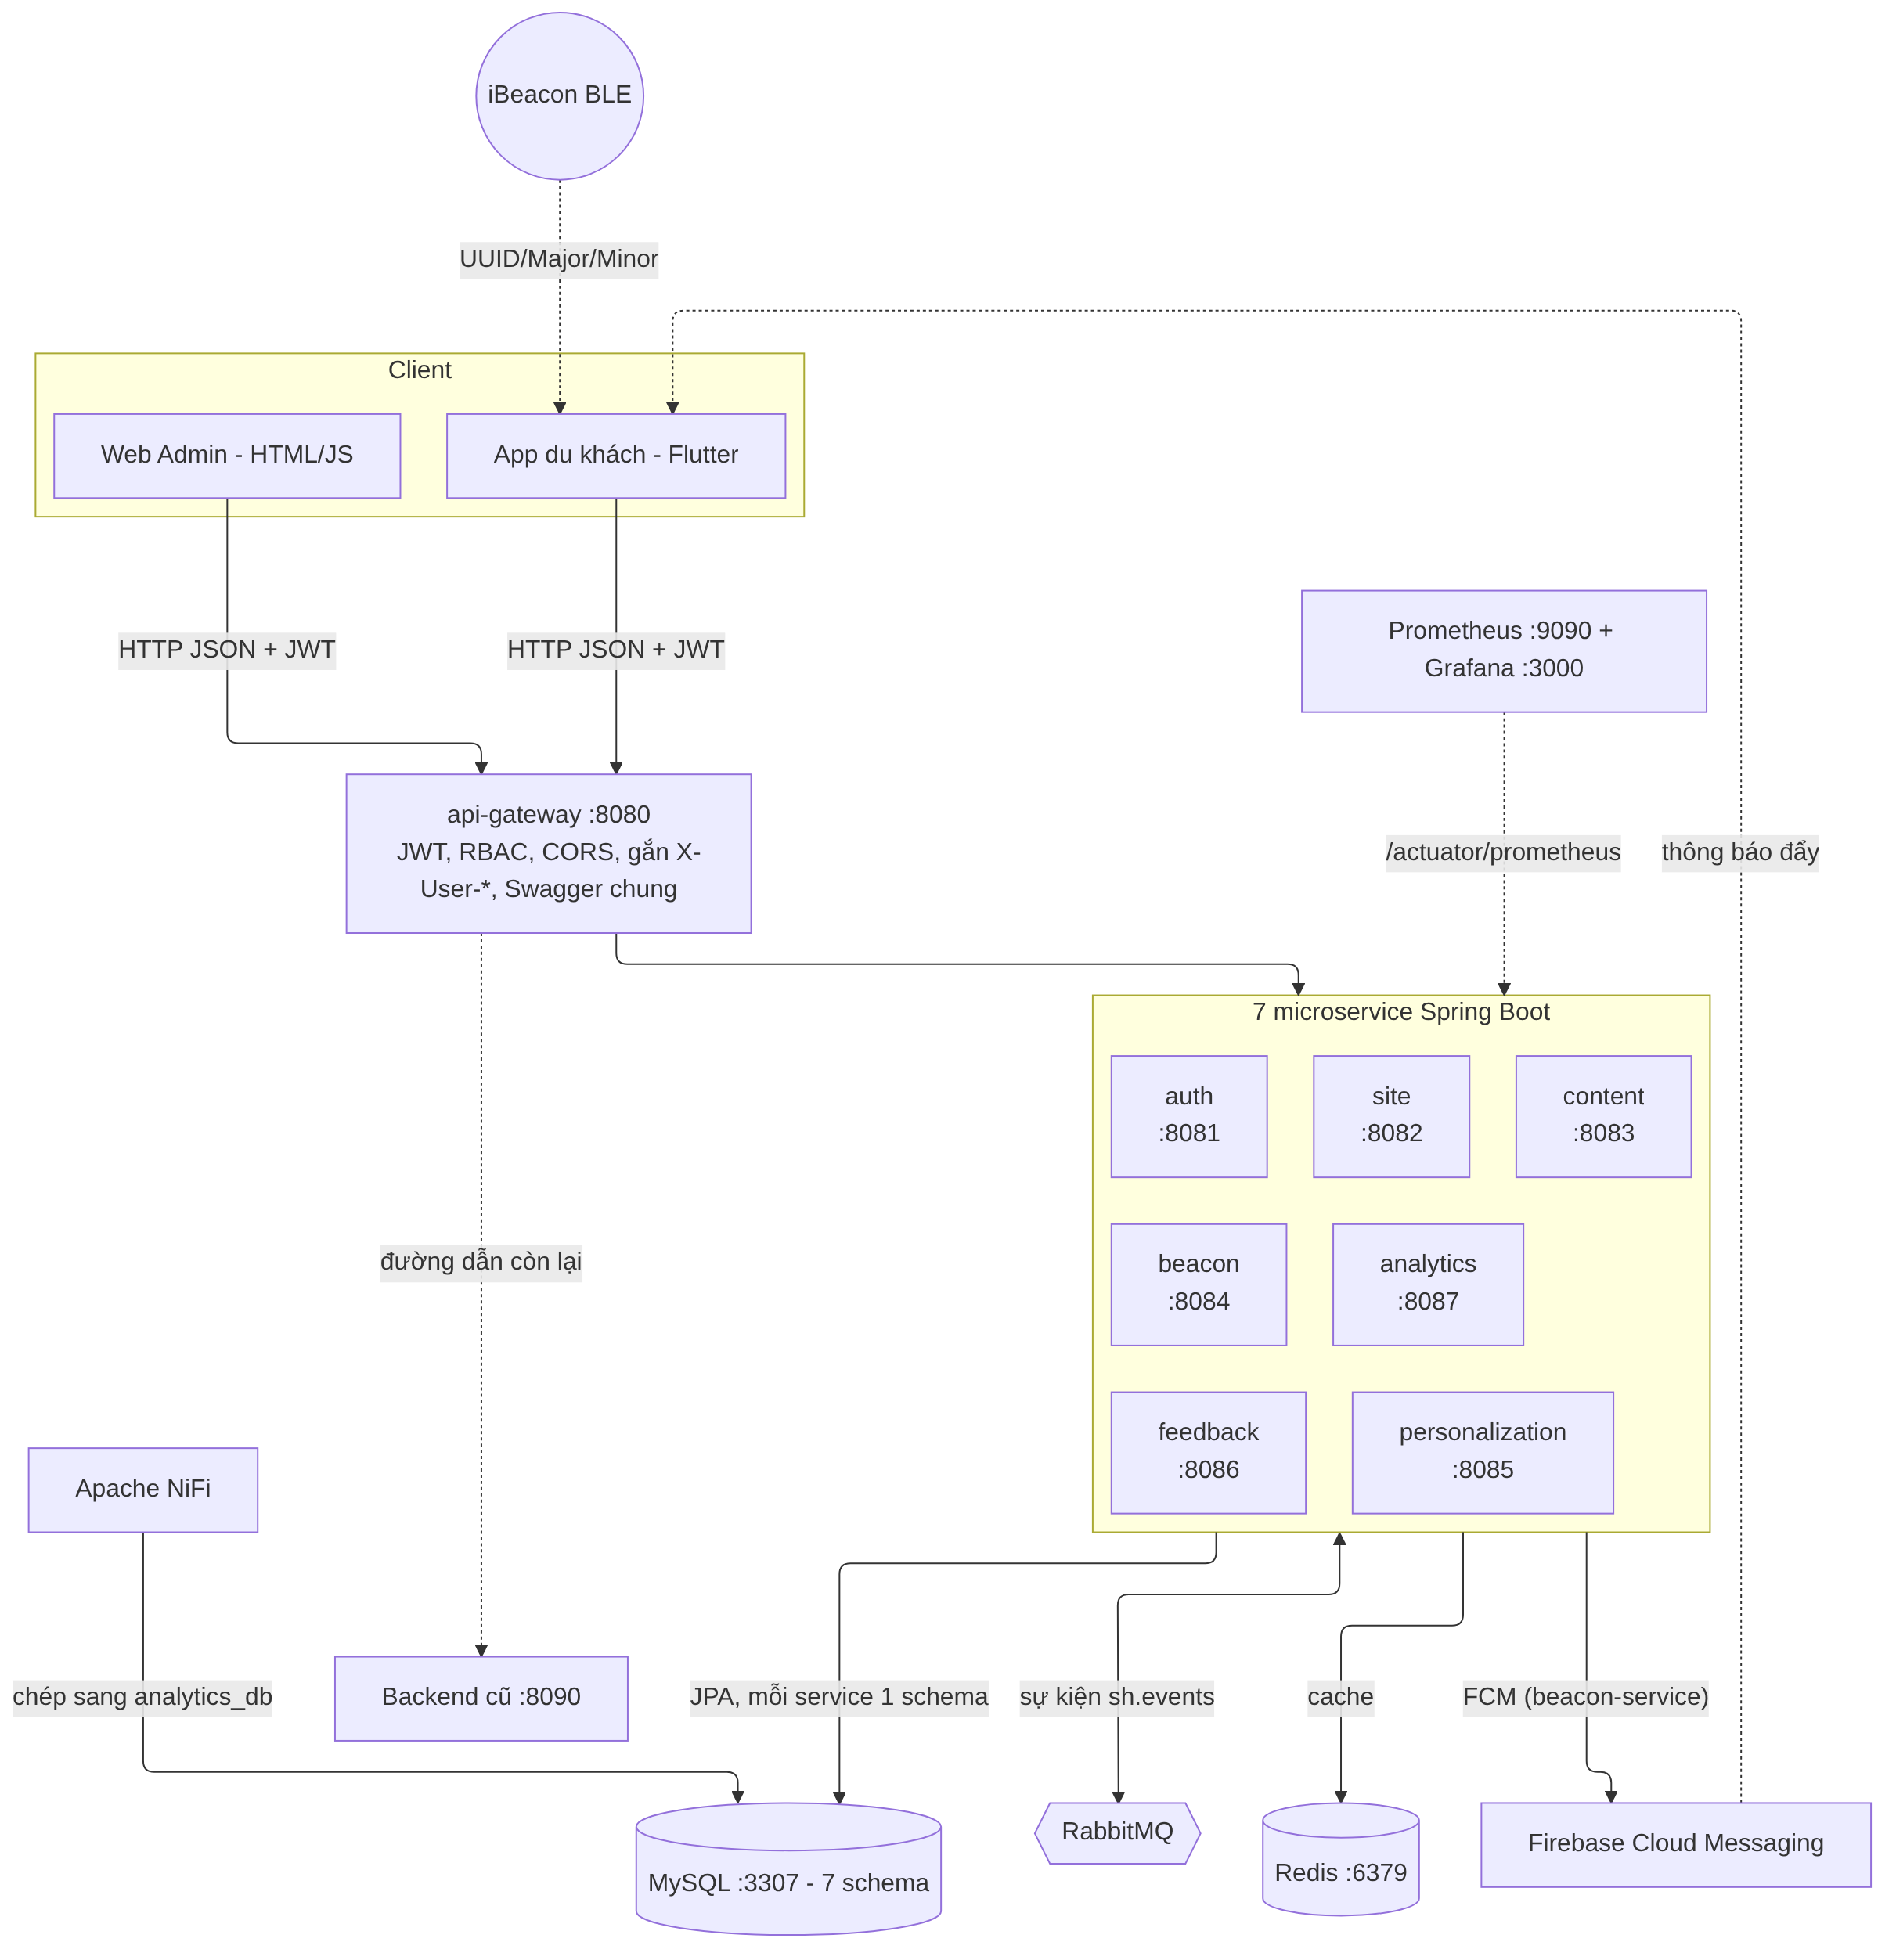 iBeacon BLE
UUID/Major/Minor
Client
Web Admin - HTML/JS
App du khách - Flutter
HTTP JSON + JWT
HTTP JSON + JWT
Prometheus :9090 +
Grafana :3000
api-gateway :8080
JWT, RBAC, CORS, gắn X-
User-*, Swagger chung
/actuator/prometheus
thông báo đẩy
7 microservice Spring Boot
auth
:8081
site
:8082
content
:8083
beacon
:8084
analytics
:8087
feedback
:8086
personalization
:8085
đường dẫn còn lại
Apache NiFi
chép sang analytics_db
Backend cũ :8090
JPA, mỗi service 1 schema
sự kiện sh.events
cache
FCM (beacon-service)
MySQL :3307 - 7 schema
RabbitMQ
Redis :6379
Firebase Cloud Messaging